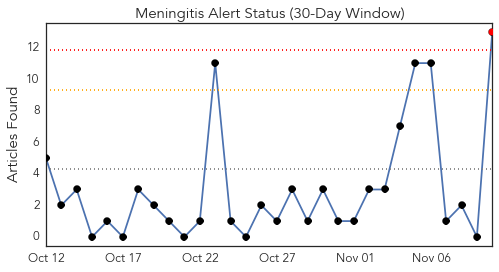 Meningitis Alert Status (30-Day Window)
Articles Found
12
10
8
6
4
2
0
Oct 12
Oct 17
Oct 22
Oct 27
Nov 01
Nov 06